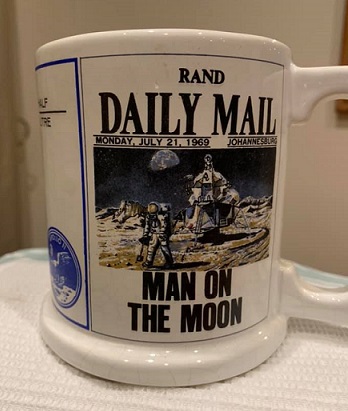 RAND
DAILY MAIL
MONDAY, JULY 21, 1969 JOHANNESBURG
MAN ON
THE MOON